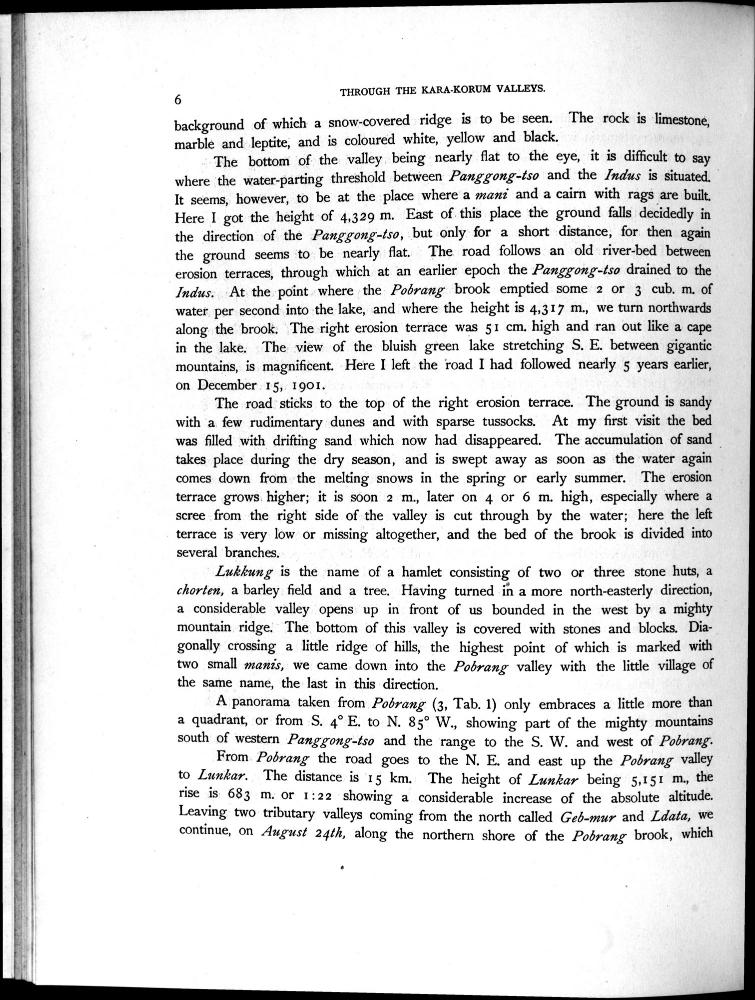 6
THROUGH THE KARA-KORUM VALLEYS.
background of which a snow-covered ridge is to be seen. The rock is limestone,
marble and leptite, and is coloured white, yellow and black.
The bottom of the valley being nearly flat to the eye, it is difficult to say
where the water-parting threshold between Panggong-tso and the Indus is situated.
It seems, however, to be at the place where a mani and a cairn with rags are built.
Here I got the height of 4,329 m. East of this place the ground falls decidedly in
the direction of the Panggong-tso, but only for a short distance, for then again
the ground seems to be nearly flat. The road follows an old river-bed between
erosion terraces, through which at an earlier epoch the Panggong-tso drained to the
Indus. At the point where the Pobrang brook emptied some 2 or 3 cub. m. of
water per second into the lake, and where the height is 4,317 m., we turn northwards
along the brook. The right erosion terrace was 51 cm. high and ran out like a cape
in the lake. The view of the bluish green lake stretching S. E. between gigantic
mountains, is magnificent. Here I left the road I had followed nearly 5 years earlier,
on December 15, 1901.
The road sticks to the top of the right erosion terrace. The ground is sandy
with a few rudimentary dunes and with sparse tussocks. At my first visit the bed
was filled with drifting sand which now had disappeared. The accumulation of sand
takes place during the dry season, and is swept away as soon as the water again
comes down from the melting snows in the spring or early summer. The erosion
terrace grows higher; it is soon 2 m., later on 4 or 6 m. high, especially where a
scree from the right side of the valley is cut through by the water; here the left
terrace is very low or missing altogether, and the bed of the brook is divided into
several branches.
Lukkung is the name of a hamlet consisting of two or three stone huts, a
chorten, a barley field and a tree. Having turned in a more north-easterly direction,
a considerable valley opens up in front of us bounded in the west by a mighty
mountain ridge. The bottom of this valley is covered with stones and blocks. Dia-
gonally crossing a little ridge of hills, the highest point of which is marked with
two small manis, we came down into the Pobrang valley with the little village of
the same name, the last in this direction.
A panorama taken from Pobrang (3, Tab. 1) only embraces a little more than
a quadrant, or from S. 4° E. to N. 85° W., showing part of the mighty mountains
south of western Panggong-tso and the range to the S. W. and west of Pobrang.
From Pobrang the road goes to the N. E. and east up the Pobrang valley
to Lunkar. The distance is 15 km. The height of Lunkar being 5,151 m., the
rise is 683 m. or 1:22 showing a considerable increase of the absolute altitude.
Leaving two tributary valleys coming from the north called Geb-mur and Ldata, we
continue, on August 24th, along the northern shore of the Pobrang brook, which